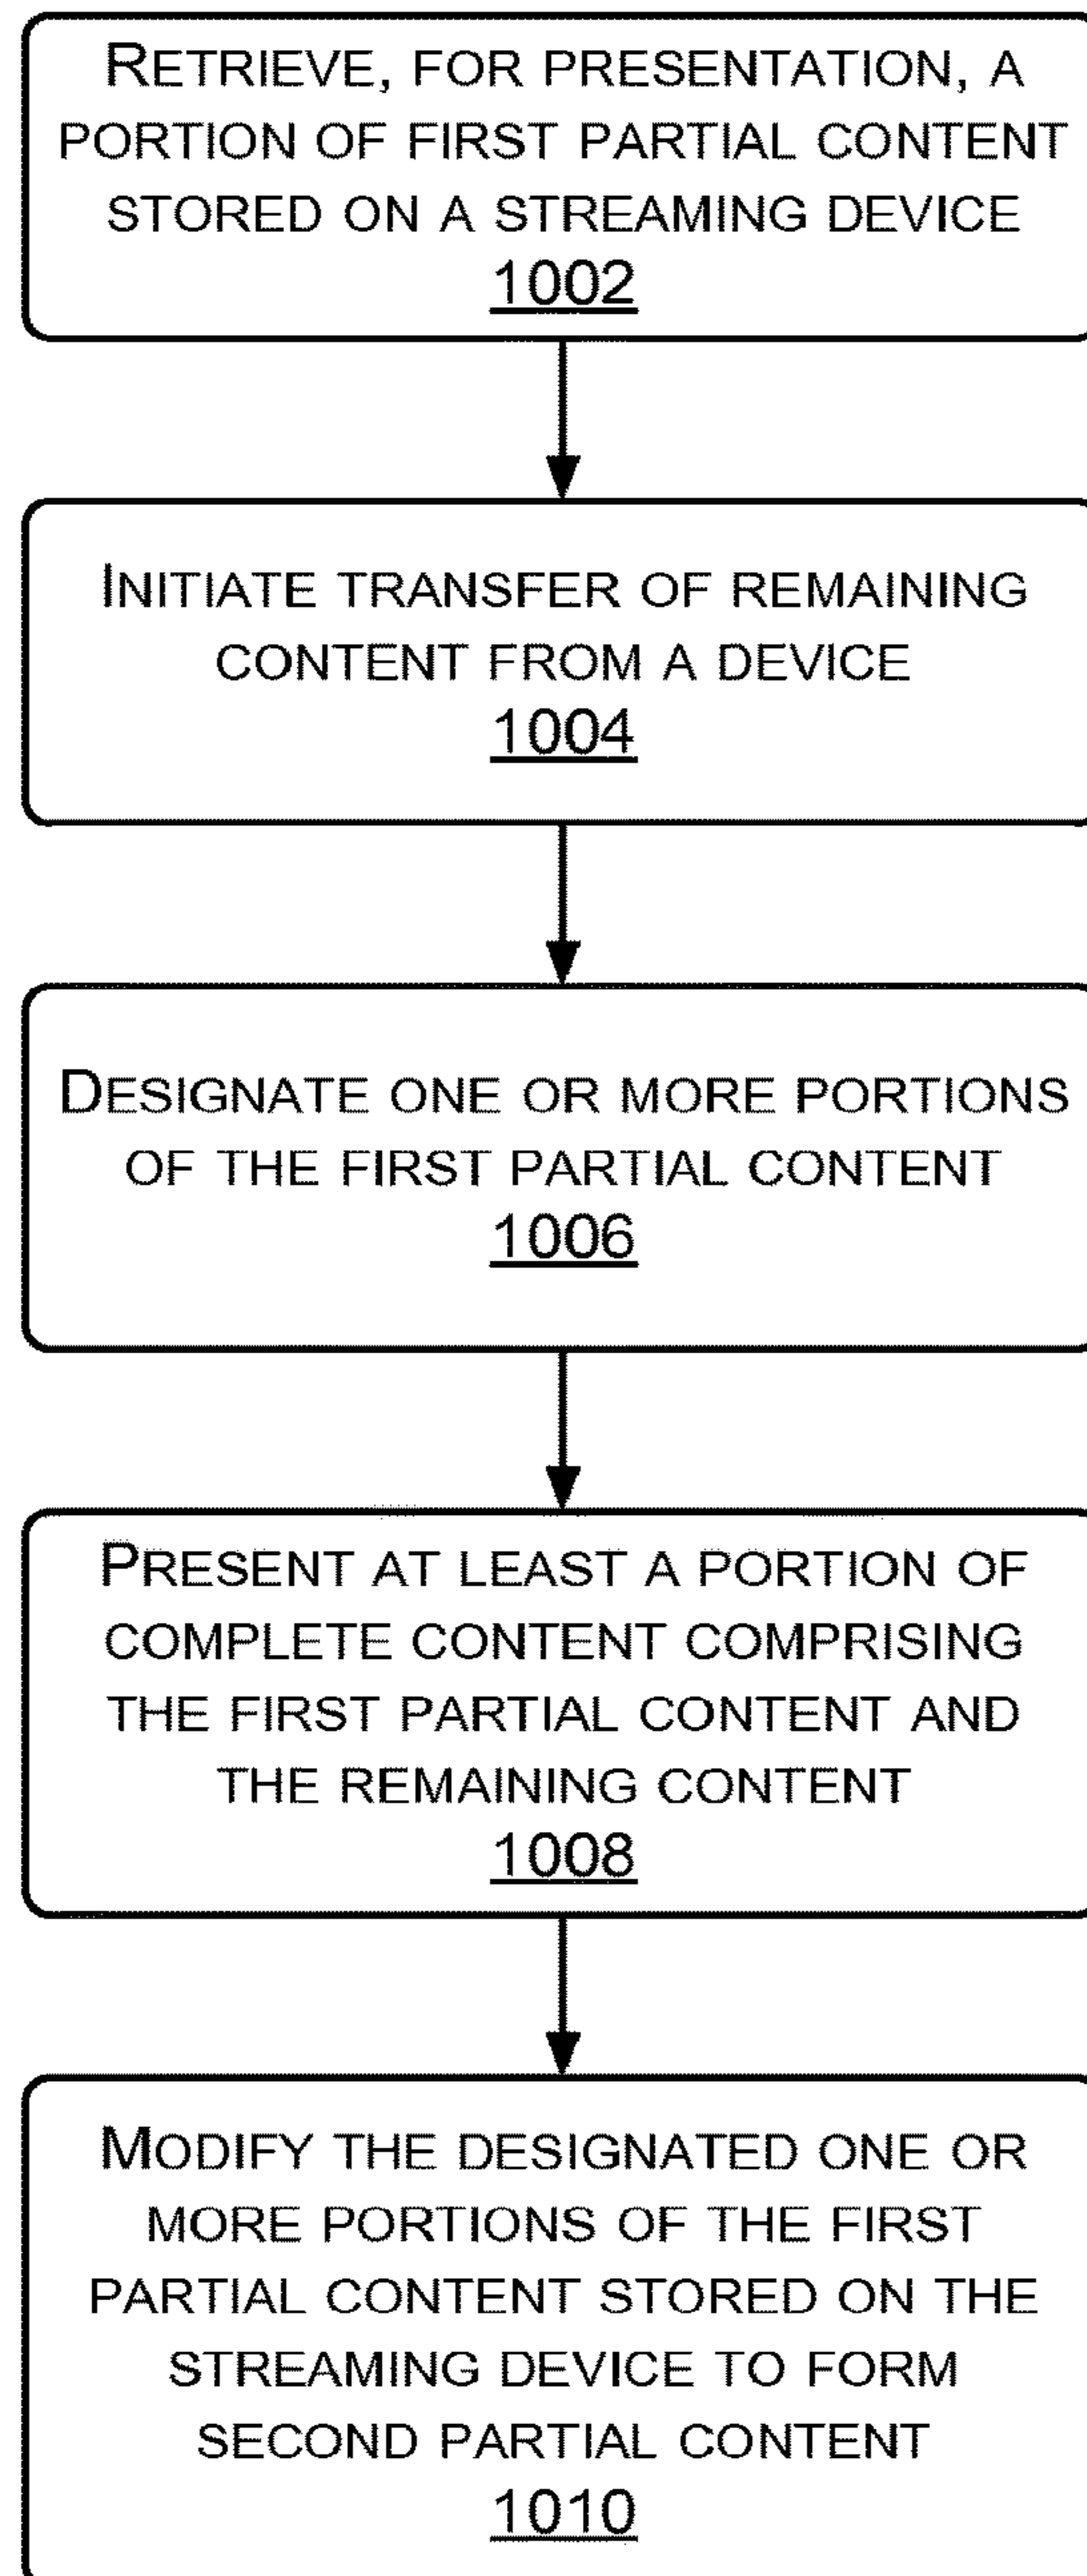 RETRIEVE, FOR PRESENTATION, A
PORTION OF FIRST PARTIAL CONTENT
STORED ON A STREAMING DEVICE
1002
INITIATE TRANSFER OF REMAINING
CONTENT FROM A DEVICE
1004
DESIGNATE ONE OR MORE PORTIONS
OF THE FIRST PARTIAL CONTENT
1006
PRESENT AT LEAST A PORTION OF
COMPLETE CONTENT COMPRISING
THE FIRST PARTIAL CONTENT AND
THE REMAINING CONTENT
1008
MODIFY THE DESIGNATED ONE OR
MORE PORTIONS OF THE FIRST
PARTIAL CONTENT STORED ON THE
STREAMING DEVICE TO FORM
SECOND PARTIAL CONTENT
1010